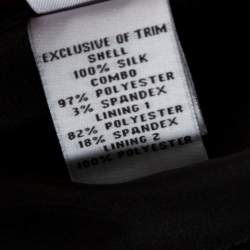 EXCLUSIVE OF TRIM
SHELL
100% SILK
COMBO
97% POLYESTER
3% SPANDEX
LINING 1
82% POLYESTER
18% SPANDEX
LINING 2
100% POLYESTER